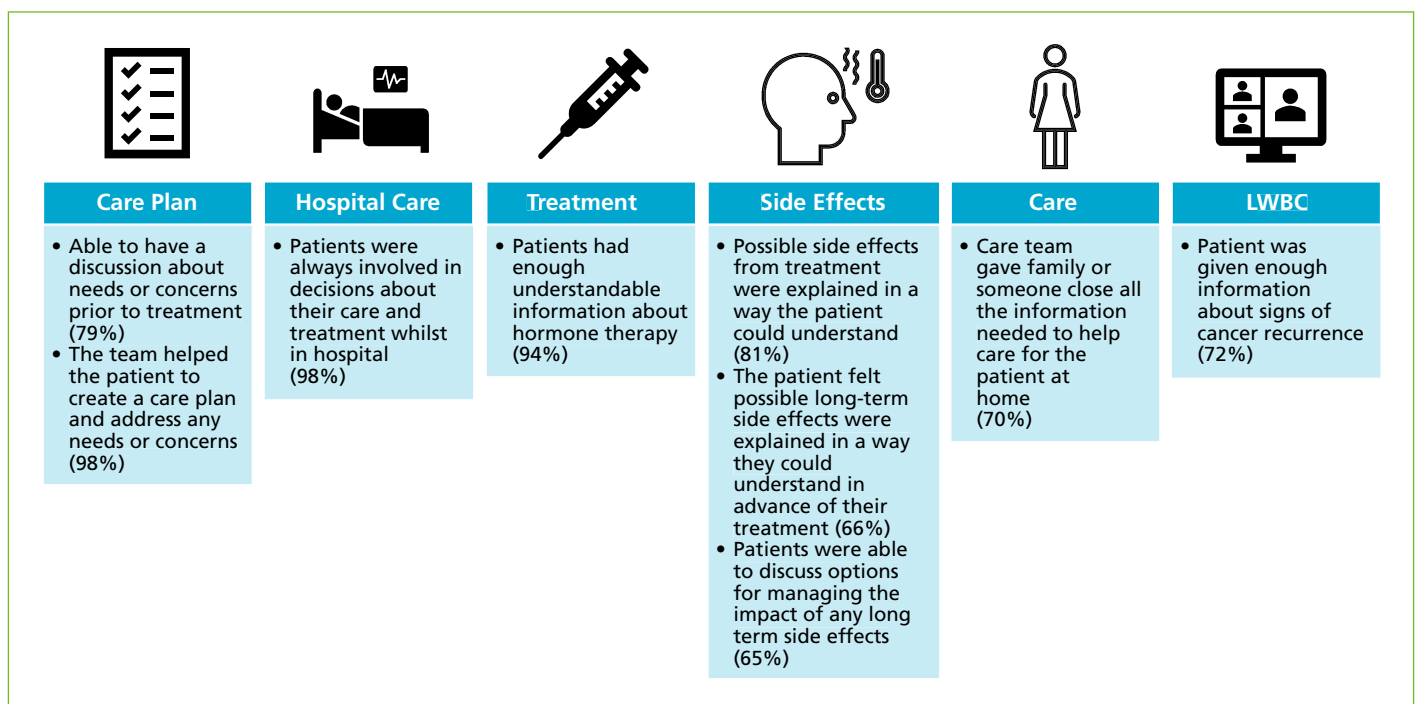 Care Plan
• Able to have a
discussion about
needs or concerns
prior to treatment
(79%)
• The team helped
the patient to
create a care plan
and address any
needs or concerns
(98%)
Hospital Care
• Patients were
always involved in
decisions about
their care and
treatment whilst
in hospital
(98%)
Treatment
• Patients had
enough
understandable
information about
hormone therapy
(94%)
Side Effects
• Possible side effects
from treatment
were explained in a
way the patient
could understand
(81%)
• The patient felt
possible long-term
side effects were
explained in a way
they could
understand in
advance of their
treatment (66%)
• Patients were able
to discuss options
for managing the
impact of any long
term side effects
(65%)
Care
• Care team
gave family or
someone close all
the information
needed to help
care for the
patient at
home
(70%)
LWBC
• Patient was
given enough
information
about signs of
cancer recurrence
(72%)